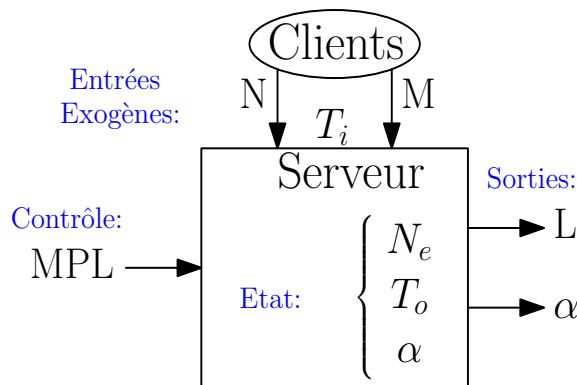 Clients
Entrées
Exogènes:
N
M
T_i
Serveur
Sorties:
Contrôle:
MPL
Etat:
N_e
T_o
α
L
α